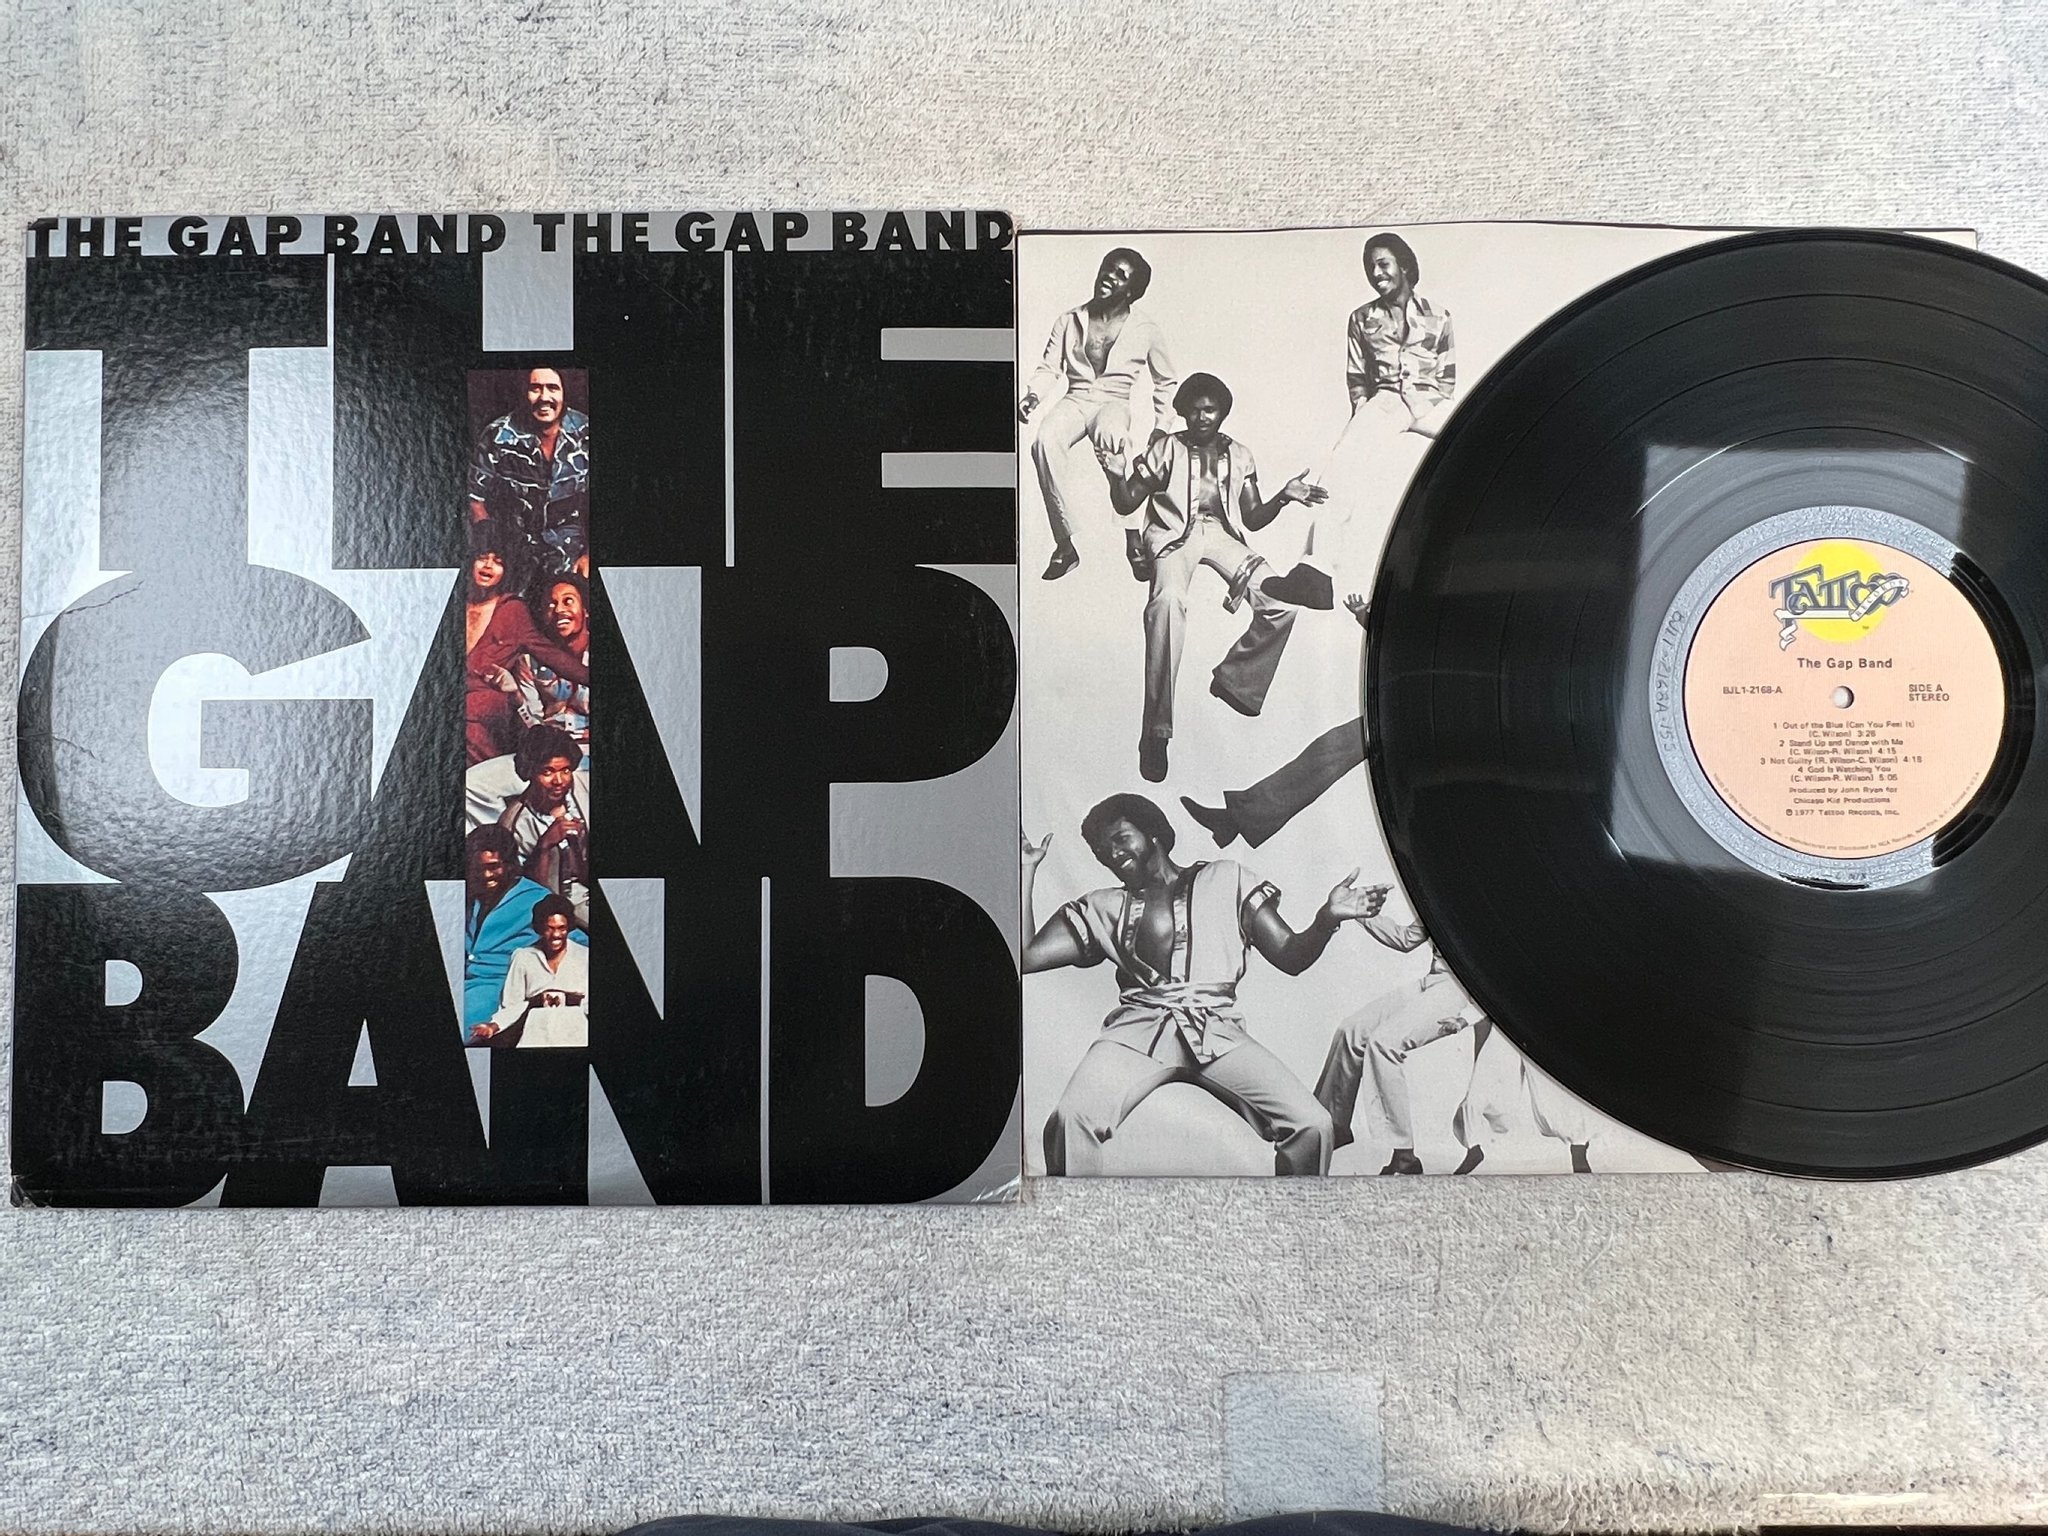 THE GAP BAND THE GAP BAND
THE
GAP
BAND
TATTOO
RECORDS
TM
The Gap Band
BJL1-2168-A
SIDE A
STEREO
1 Out of the Blue (Can You Feel It)
(C. Wilson) 3:26
2 Stand Up and Dance with Me
(C. Wilson-R. Wilson) 4:15
3 Not Guilty (R. Wilson-C. Wilson) 4:18
4 God Is Watching You
(C. Wilson-R. Wilson) 5:05
Produced by John Ryan for
Chicago Kid Productions
℗ 1977 Tattoo Records, Inc.